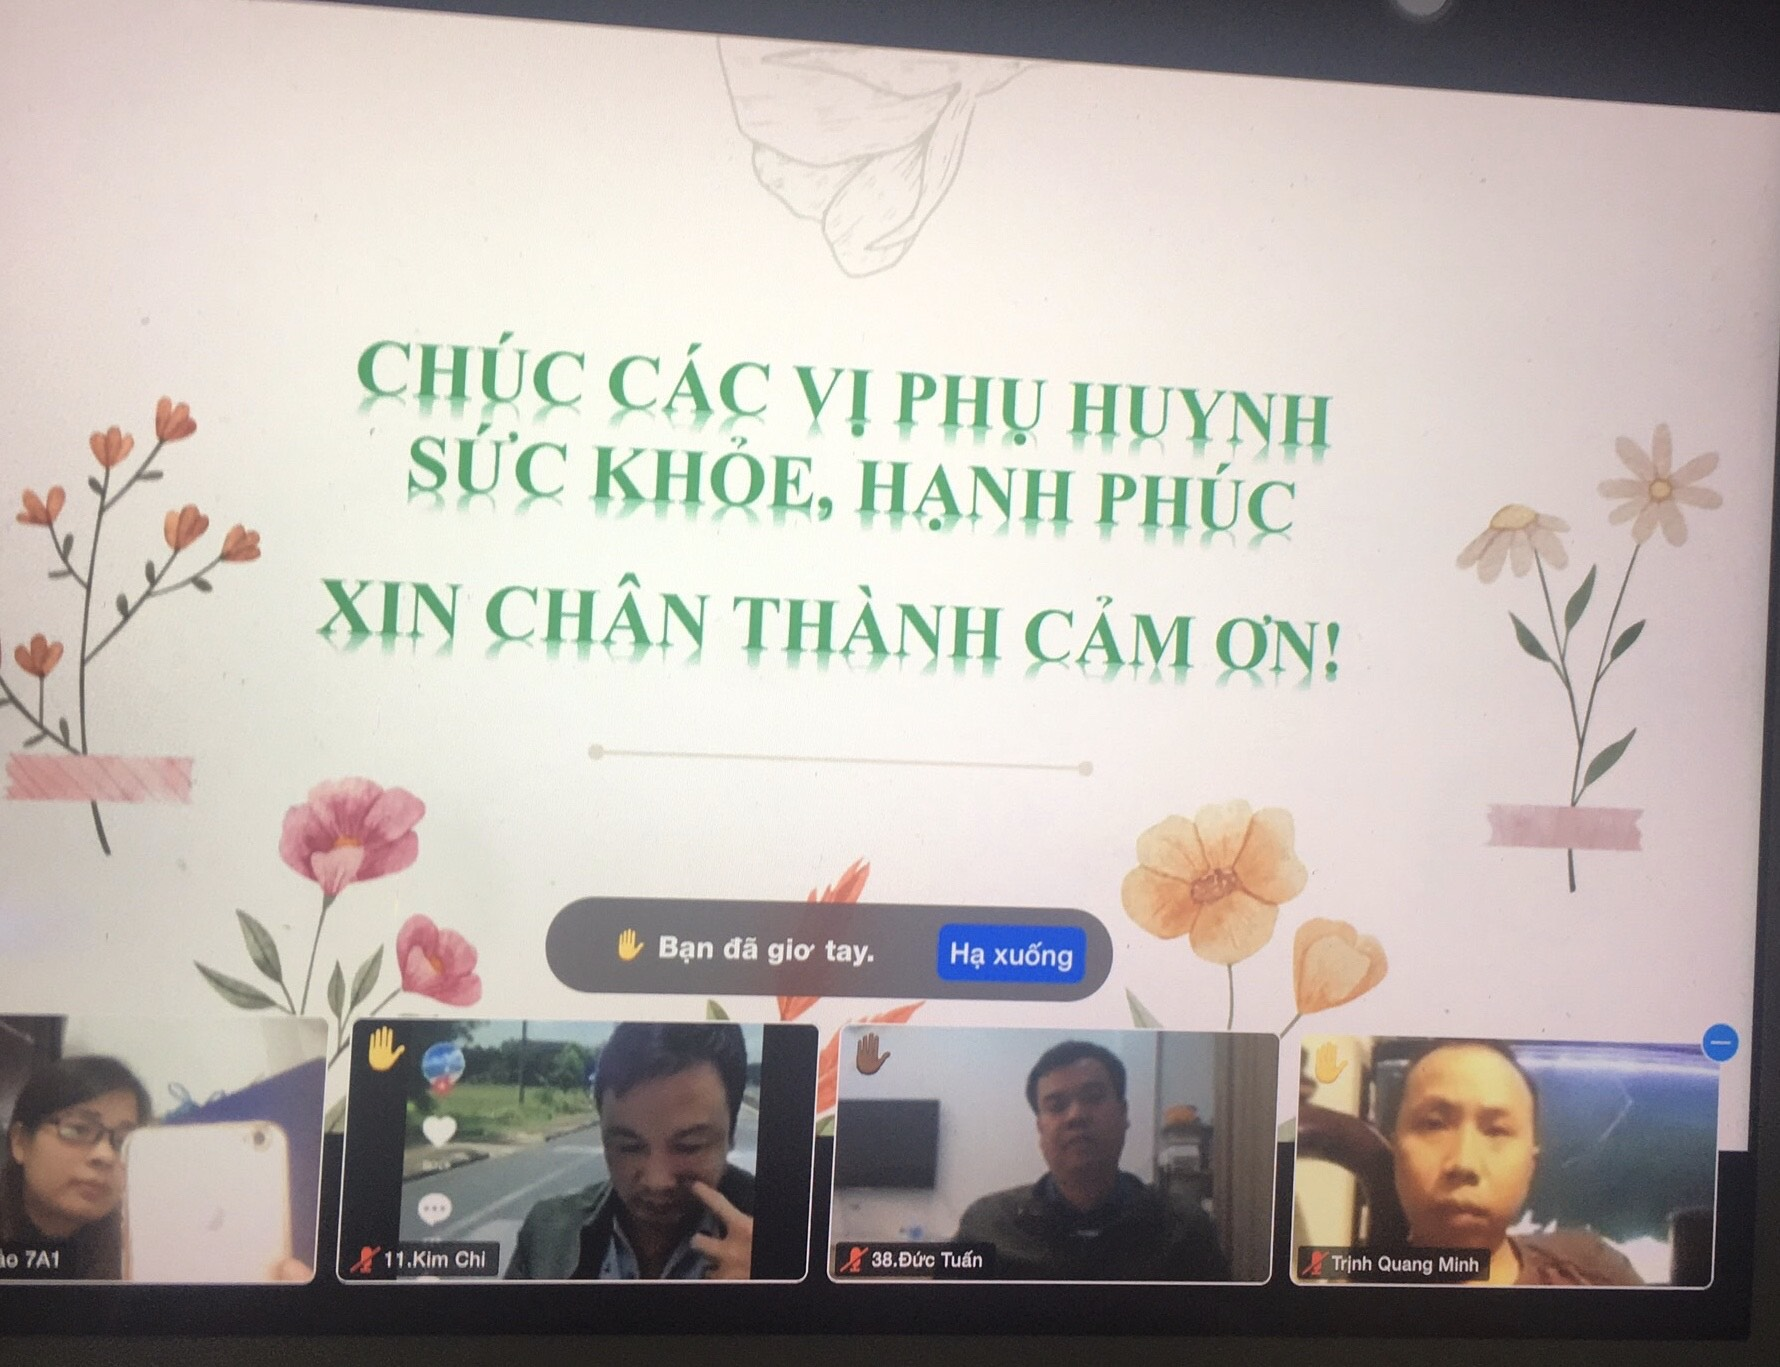 CHÚC CÁC VỊ PHỤ HUYNH
SỨC KHỎE, HẠNH PHÚC
XIN CHÂN THÀNH CẢM ƠN!
Bạn đã giơ tay.
Hạ xuống
7A1
11.Kim Chi
38.Đức Tuấn
Trịnh Quang Minh